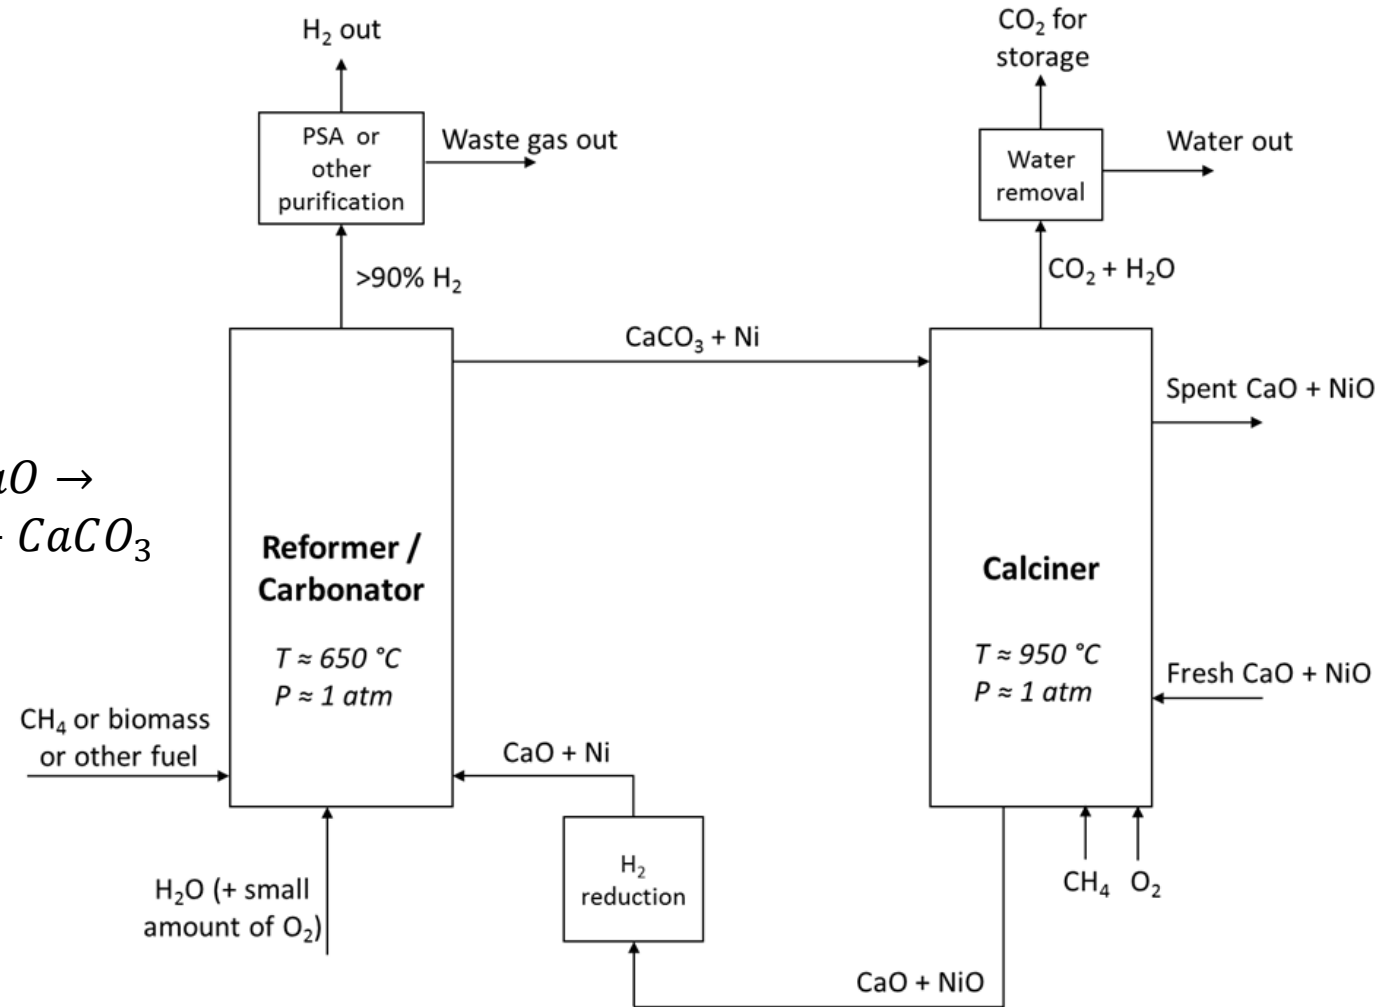 H₂ out
PSA or
other
purification
Waste gas out
>90% H₂
CO₂ for
storage
Water
removal
Water out
CO₂ + H₂O
CaCO₃ + Ni
Spent CaO + NiO
O →
CaCO₃
Reformer /
Carbonator
T ≈ 650 °C
P ≈ 1 atm
Calciner
T ≈ 950 °C
P ≈ 1 atm
Fresh CaO + NiO
CH₄ or biomass
or other fuel
CaO + Ni
H₂O (+ small
amount of O₂)
H₂
reduction
CH₄ O₂
CaO + NiO